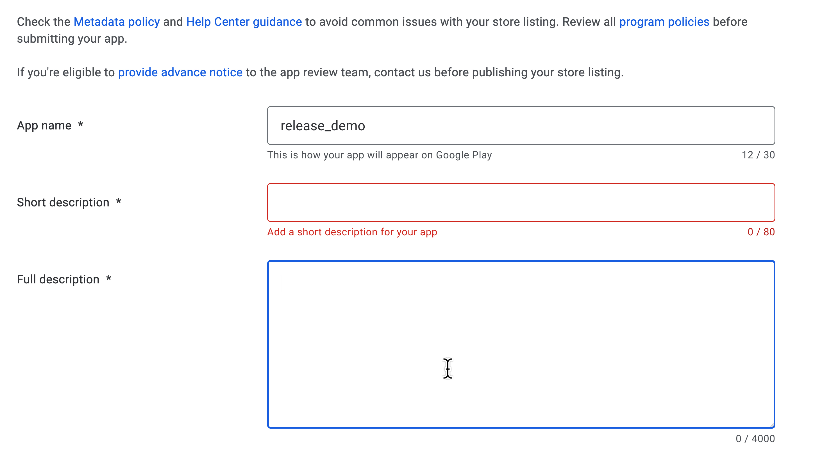 Check the Metadata policy and Help Center guidance to avoid common issues with your store listing. Review all program policies before
submitting your app.
If you're eligible to provide advance notice to the app review team, contact us before publishing your store listing.
App name *
release_demo
This is how your app will appear on Google Play
12 / 30
Short description *
Add a short description for your app
0 / 80
Full description *
0 / 4000